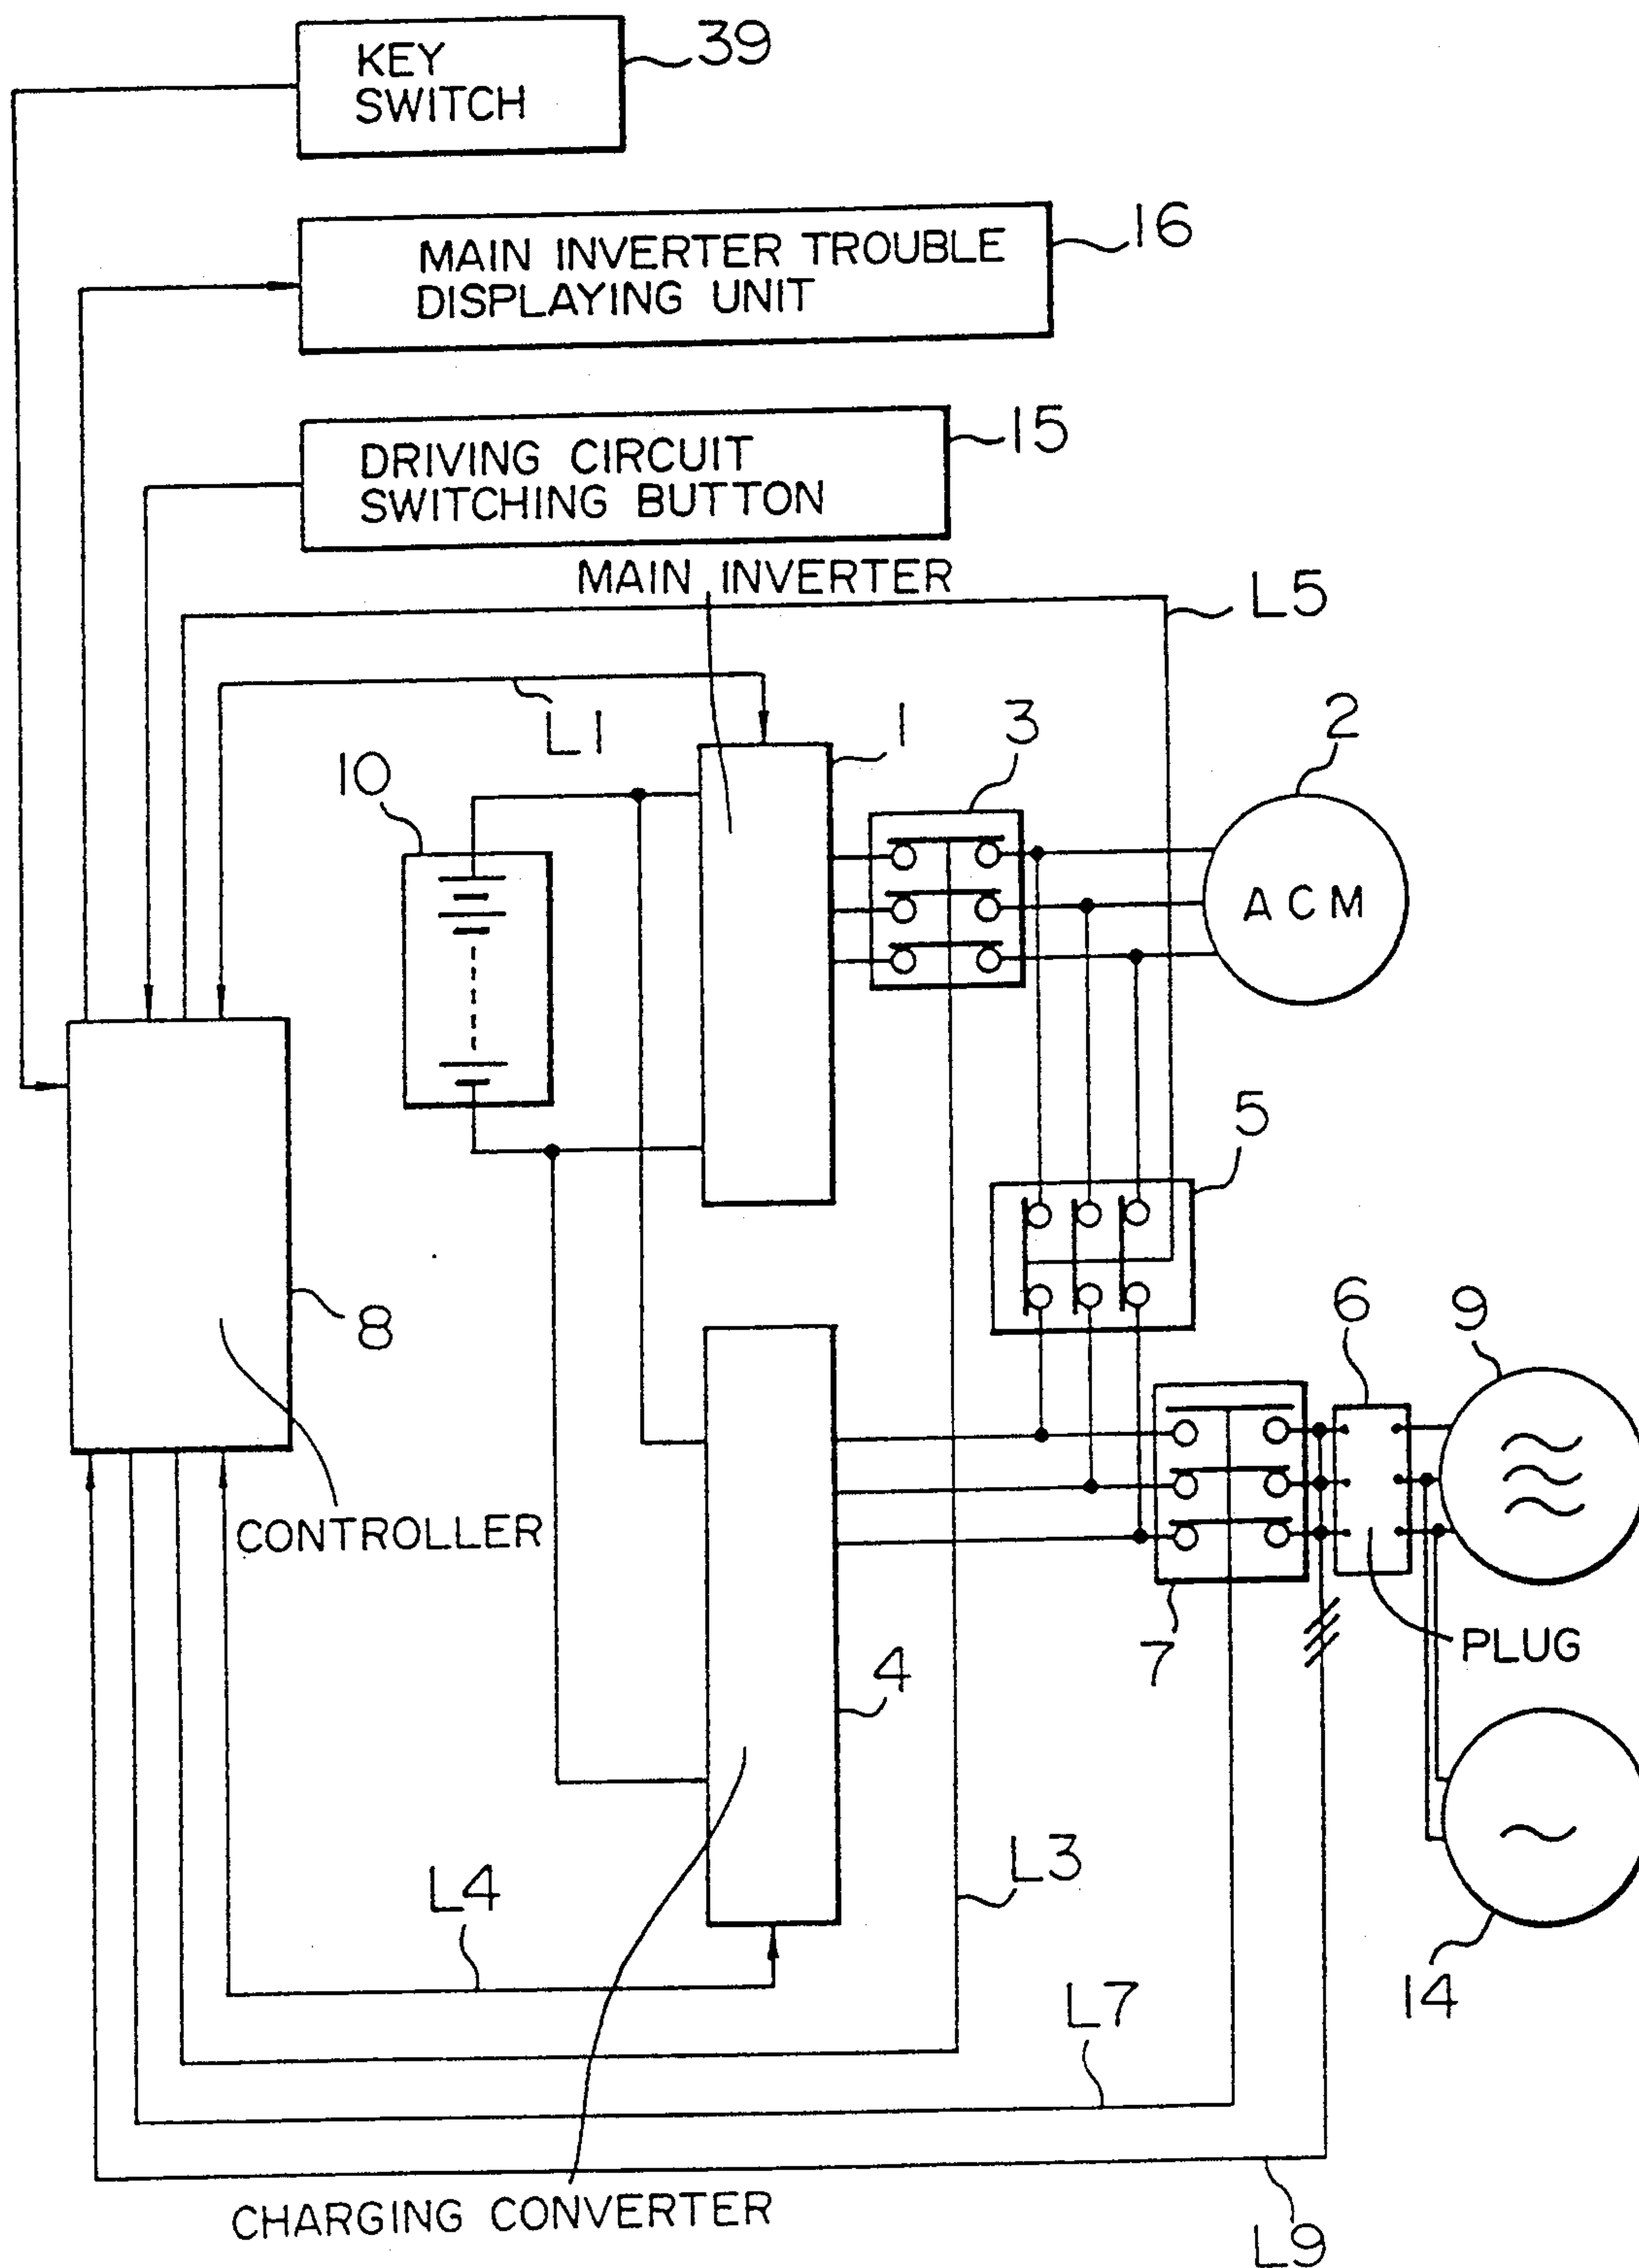 KEY
SWITCH
39
MAIN INVERTER TROUBLE
DISPLAYING UNIT
16
DRIVING CIRCUIT
SWITCHING BUTTON
15
MAIN INVERTER
L5
L1
1
3
2
10
ACM
5
8
6
9
CONTROLLER
7
PLUG
4
L3
L4
14
L7
CHARGING CONVERTER
L9